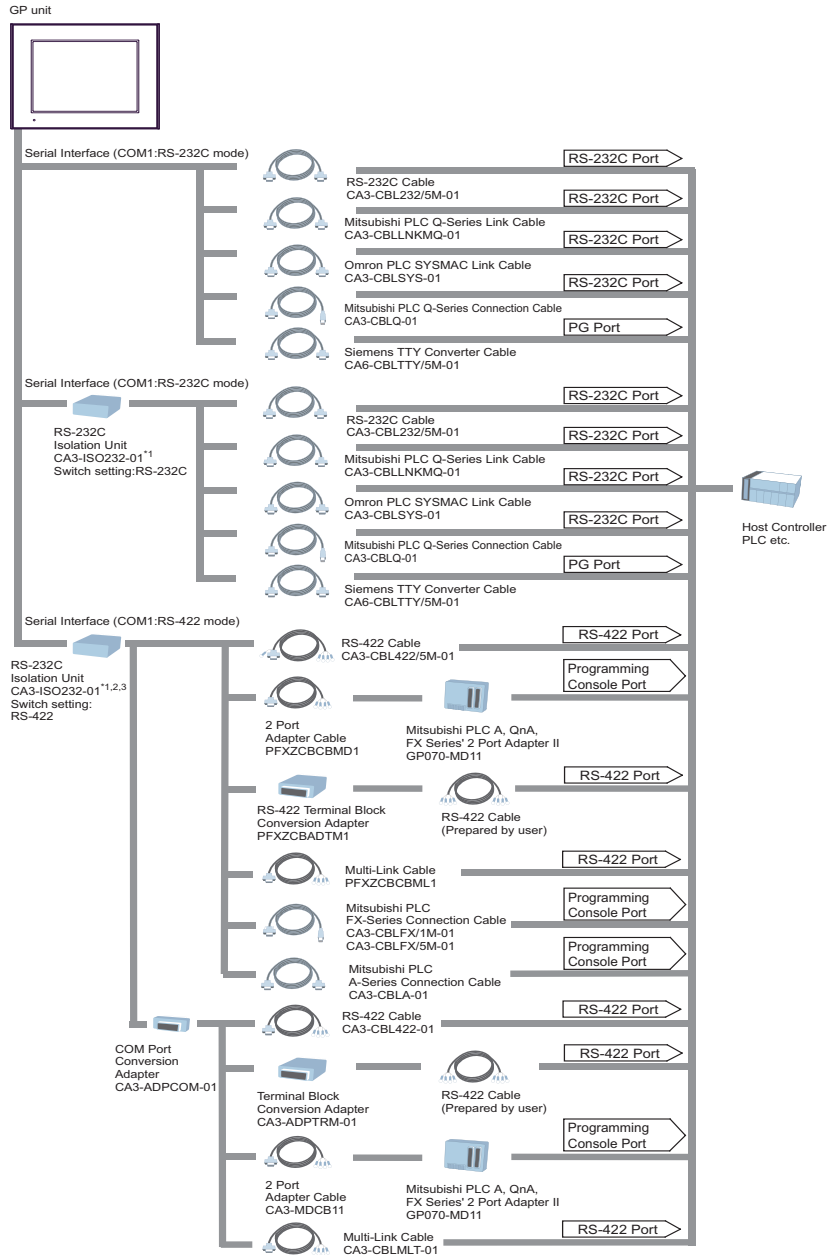 GP unit
Serial Interface (COM1:RS-232C mode)
RS-232C Port
RS-232C Cable
CA3-CBL232/5M-01
RS-232C Port
Mitsubishi PLC Q-Series Link Cable
CA3-CBLLNKMQ-01
RS-232C Port
Omron PLC SYSMAC Link Cable
CA3-CBLSYS-01
RS-232C Port
Mitsubishi PLC Q-Series Connection Cable
CA3-CBLQ-01
PG Port
Siemens TTY Converter Cable
CA6-CBLTTY/5M-01
Serial Interface (COM1:RS-232C mode)
RS-232C
Isolation Unit
CA3-ISO232-01*1
Switch setting:RS-232C
RS-232C Port
RS-232C Cable
CA3-CBL232/5M-01
RS-232C Port
Mitsubishi PLC Q-Series Link Cable
CA3-CBLLNKMQ-01
RS-232C Port
Omron PLC SYSMAC Link Cable
CA3-CBLSYS-01
RS-232C Port
Mitsubishi PLC Q-Series Connection Cable
CA3-CBLQ-01
PG Port
Siemens TTY Converter Cable
CA6-CBLTTY/5M-01
Host Controller
PLC etc.
Serial Interface (COM1:RS-422 mode)
RS-232C
Isolation Unit
CA3-ISO232-01*1,2,3
Switch setting:
RS-422
RS-422 Cable
CA3-CBL422/5M-01
RS-422 Port
2 Port
Adapter Cable
PFXZCBCBMD1
Mitsubishi PLC A, QnA,
FX Series' 2 Port Adapter II
GP070-MD11
Programming
Console Port
RS-422 Terminal Block
Conversion Adapter
PFXZCBADTM1
RS-422 Cable
(Prepared by user)
RS-422 Port
Multi-Link Cable
PFXZCBCBML1
RS-422 Port
Mitsubishi PLC
FX-Series Connection Cable
CA3-CBLFX/1M-01
CA3-CBLFX/5M-01
Programming
Console Port
Mitsubishi PLC
A-Series Connection Cable
CA3-CBLA-01
Programming
Console Port
COM Port
Conversion
Adapter
CA3-ADPCOM-01
RS-422 Cable
CA3-CBL422-01
RS-422 Port
Terminal Block
Conversion Adapter
CA3-ADPTRM-01
RS-422 Cable
(Prepared by user)
RS-422 Port
2 Port
Adapter Cable
CA3-MDCB11
Mitsubishi PLC A, QnA,
FX Series' 2 Port Adapter II
GP070-MD11
Programming
Console Port
Multi-Link Cable
CA3-CBLMLT-01
RS-422 Port